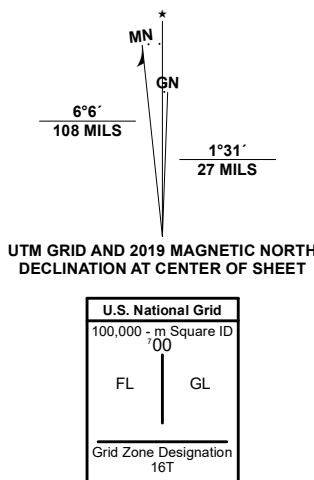 ★
MN
GN
6°6´
108 MILS
1°31´
27 MILS
UTM GRID AND 2019 MAGNETIC NORTH
DECLINATION AT CENTER OF SHEET
U.S. National Grid
100,000 - m Square ID
⁷00
FL GL
Grid Zone Designation
16T